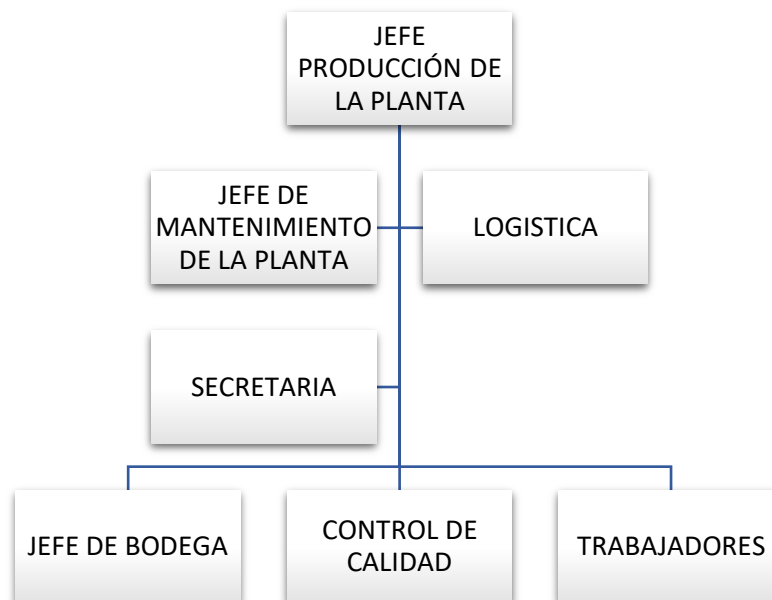 JEFE
PRODUCCIÓN DE
LA PLANTA
JEFE DE
MANTENIMIENTO
DE LA PLANTA
LOGISTICA
SECRETARIA
JEFE DE BODEGA
CONTROL DE
CALIDAD
TRABAJADORES